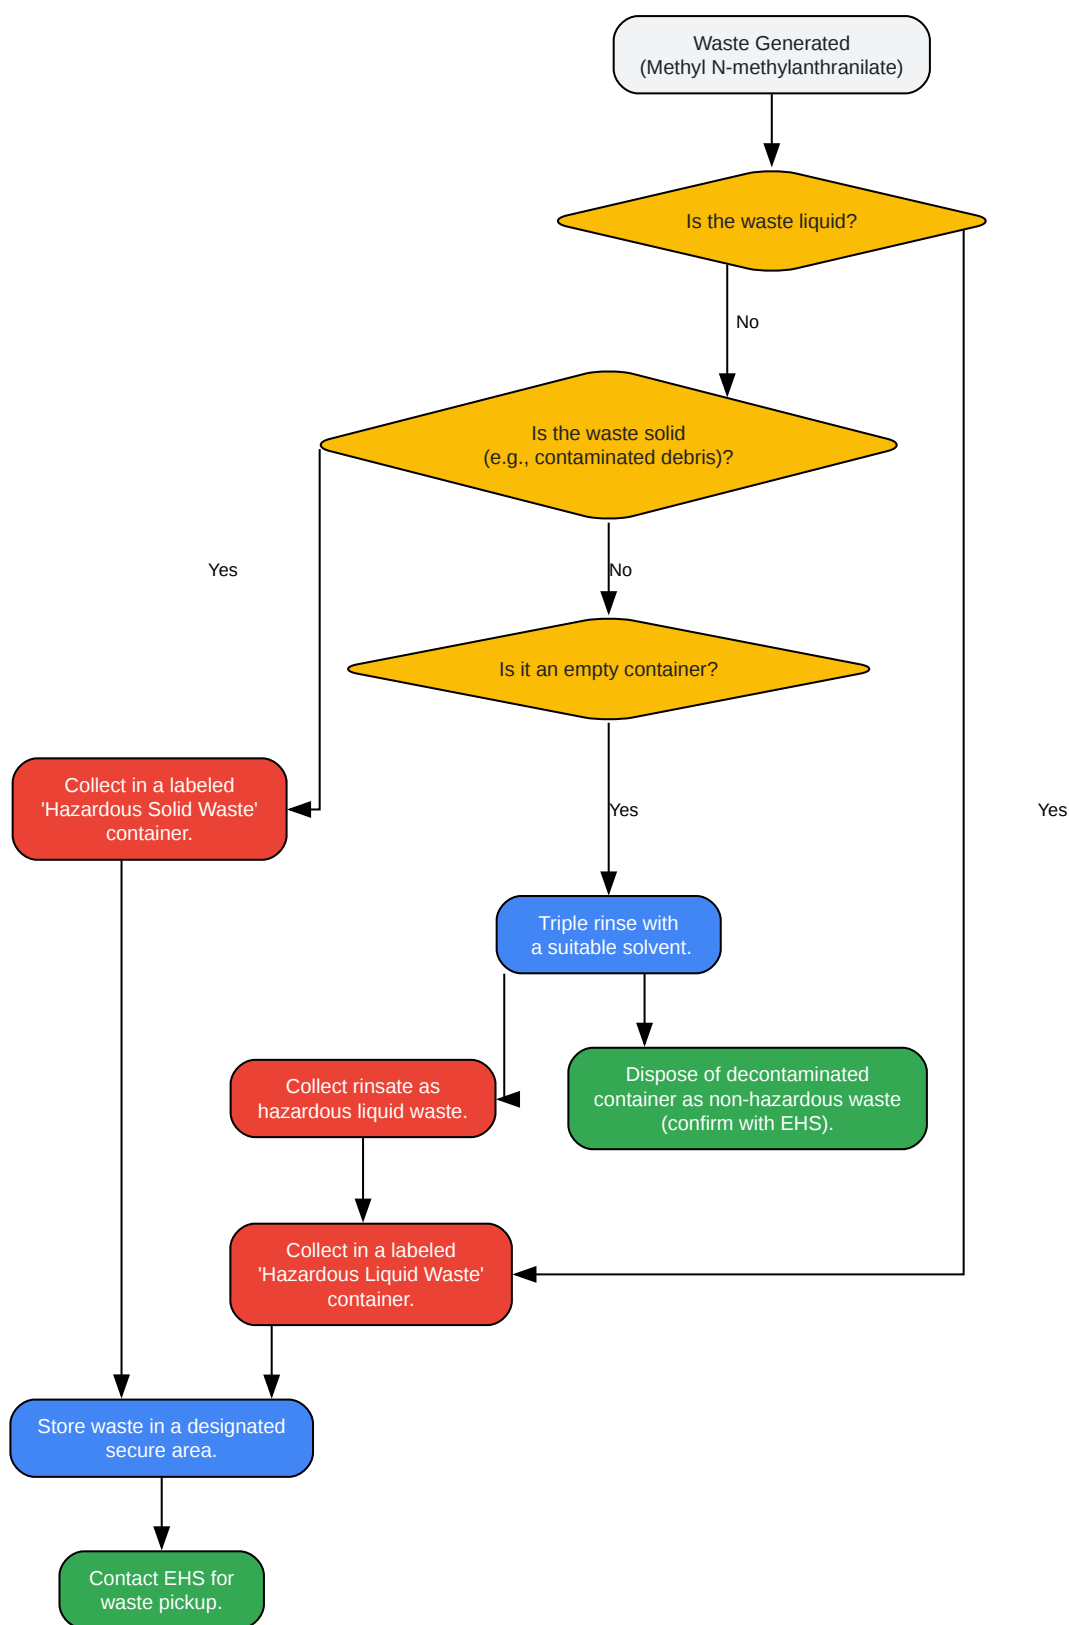 Waste Generated
(Methyl N-methylanthranilate)
Is the waste liquid?
No
Is the waste solid
(e.g., contaminated debris)?
Yes
No
Is it an empty container?
Collect in a labeled
'Hazardous Solid Waste'
container.
Yes
Yes
Triple rinse with
a suitable solvent.
Collect rinsate as
hazardous liquid waste.
Dispose of decontaminated
container as non-hazardous waste
(confirm with EHS).
Collect in a labeled
'Hazardous Liquid Waste'
container.
Store waste in a designated
secure area.
Contact EHS for
waste pickup.